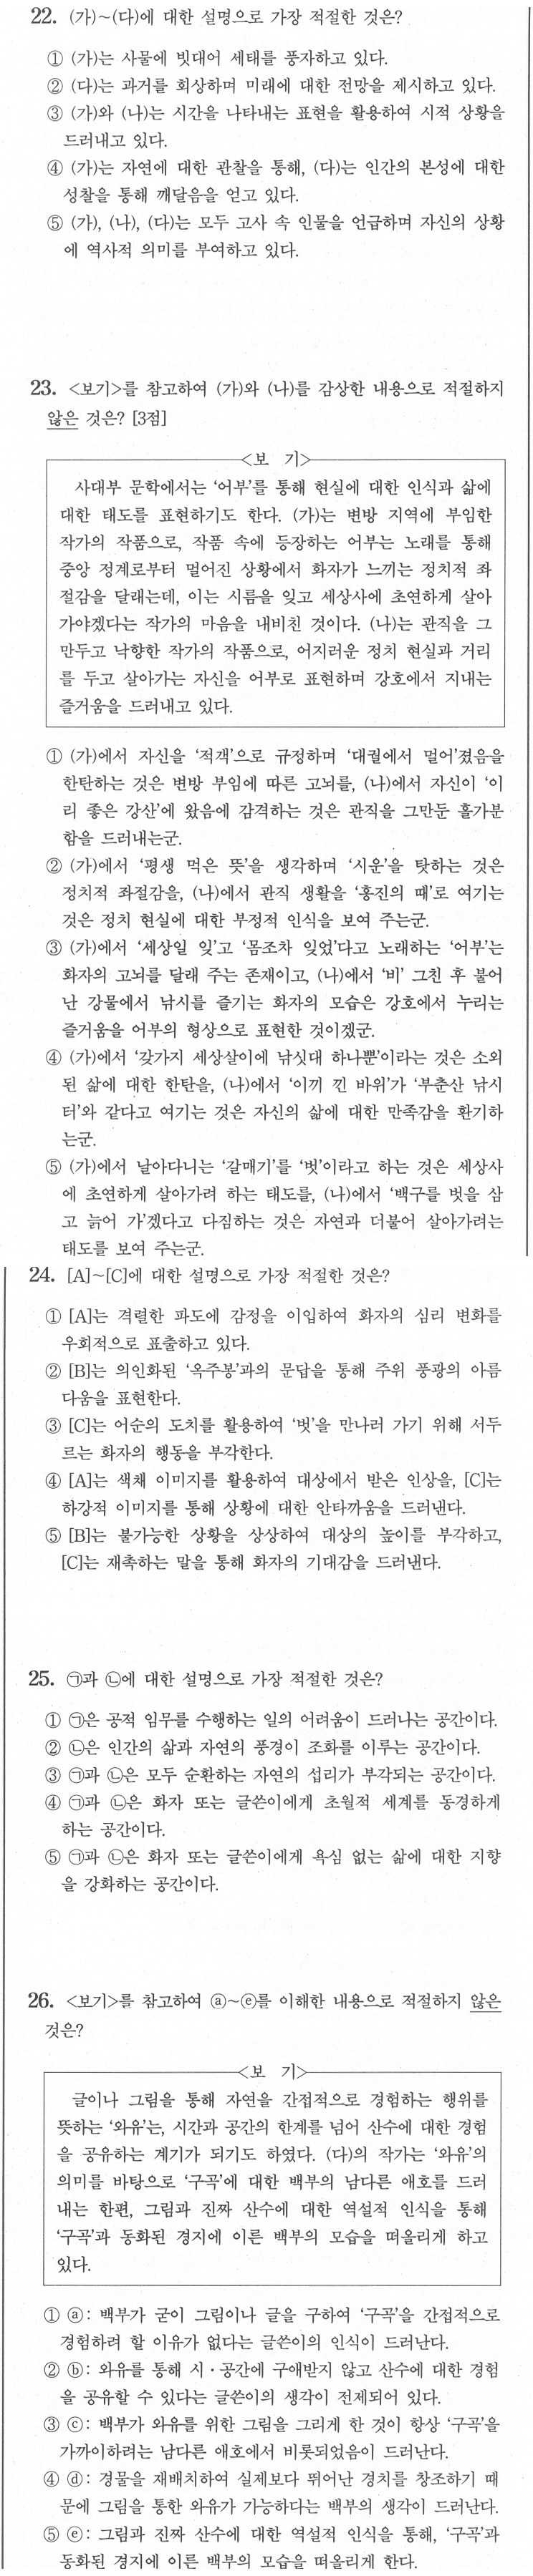 22. (가)~(다)에 대한 설명으로 가장 적절한 것은?
① (가)는 사물에 빗대어 세태를 풍자하고 있다.
② (다)는 과거를 회상하며 미래에 대한 전망을 제시하고 있다.
③ (가)와 (나)는 시간을 나타내는 표현을 활용하여 시적 상황을
드러내고 있다.
④ (가)는 자연에 대한 관찰을 통해, (다)는 인간의 본성에 대한
성찰을 통해 깨달음을 얻고 있다.
⑤ (가), (나), (다)는 모두 고사 속 인물을 언급하며 자신의 상황
에 역사적 의미를 부여하고 있다.
23. <보기>를 참고하여 (가)와 (나)를 감상한 내용으로 적절하지
않은 것은? [3점]
<보 기>
사대부 문학에서는 ‘어부’를 통해 현실에 대한 인식과 삶에
대한 태도를 표현하기도 한다. (가)는 변방 지역에 부임한
작가의 작품으로, 작품 속에 등장하는 어부는 노래를 통해
중앙 정계로부터 멀어진 상황에서 화자가 느끼는 정치적 좌
절감을 달래는데, 이는 시름을 잊고 세상사에 초연하게 살아
가야겠다는 작가의 마음을 내비친 것이다. (나)는 관직을 그
만두고 낙향한 작가의 작품으로, 어지러운 정치 현실과 거리
를 두고 살아가는 자신을 어부로 표현하며 강호에서 지내는
즐거움을 드러내고 있다.
① (가)에서 자신을 ‘적객’으로 규정하며 ‘대궐에서 멀어’졌음을
한탄하는 것은 변방 부임에 따른 고뇌를, (나)에서 자신이 ‘이
리 좋은 강산’에 왔음에 감격하는 것은 관직을 그만둔 홀가분
함을 드러내는군.
② (가)에서 ‘평생 먹은 뜻’을 생각하며 ‘시운’을 탓하는 것은
정치적 좌절감을, (나)에서 관직 생활을 ‘홍진의 때’로 여기는
것은 정치 현실에 대한 부정적 인식을 보여 주는군.
③ (가)에서 ‘세상일 잊’고 ‘몸조차 잊었’다고 노래하는 ‘어부’는
화자의 고뇌를 달래 주는 존재이고, (나)에서 ‘비’ 그친 후 불어
난 강물에서 낚시를 즐기는 화자의 모습은 강호에서 누리는
즐거움을 어부의 형상으로 표현한 것이겠군.
④ (가)에서 ‘갖가지 세상살이에 낚싯대 하나뿐’이라는 것은 소외
된 삶에 대한 한탄을, (나)에서 ‘이끼 낀 바위’가 ‘부춘산 낚시
터’와 같다고 여기는 것은 자신의 삶에 대한 만족감을 환기하
는군.
⑤ (가)에서 날아다니는 ‘갈매기’를 ‘벗’이라고 하는 것은 세상사
에 초연하게 살아가려 하는 태도를, (나)에서 ‘백구를 벗을 삼
고 늙어 가’겠다고 다짐하는 것은 자연과 더불어 살아가려는
태도를 보여 주는군.
24. [A]~[C]에 대한 설명으로 가장 적절한 것은?
① [A]는 격렬한 파도에 감정을 이입하여 화자의 심리 변화를
우회적으로 표출하고 있다.
② [B]는 의인화된 ‘옥주봉’과의 문답을 통해 주위 풍광의 아름
다움을 표현한다.
③ [C]는 어순의 도치를 활용하여 ‘벗’을 만나러 가기 위해 서두
르는 화자의 행동을 부각한다.
④ [A]는 색채 이미지를 활용하여 대상에서 받은 인상을, [C]는
하강적 이미지를 통해 상황에 대한 안타까움을 드러낸다.
⑤ [B]는 불가능한 상황을 상상하여 대상의 높이를 부각하고,
[C]는 재촉하는 말을 통해 화자의 기대감을 드러낸다.
25. ㉠과 ㉡에 대한 설명으로 가장 적절한 것은?
① ㉠은 공적 임무를 수행하는 일의 어려움이 드러나는 공간이다.
② ㉡은 인간의 삶과 자연의 풍경이 조화를 이루는 공간이다.
③ ㉠과 ㉡은 모두 순환하는 자연의 섭리가 부각되는 공간이다.
④ ㉠과 ㉡은 화자 또는 글쓴이에게 초월적 세계를 동경하게
하는 공간이다.
⑤ ㉠과 ㉡은 화자 또는 글쓴이에게 욕심 없는 삶에 대한 지향
을 강화하는 공간이다.
26. <보기>를 참고하여 ⓐ~ⓔ를 이해한 내용으로 적절하지 않은
것은?
<보 기>
글이나 그림을 통해 자연을 간접적으로 경험하는 행위를
뜻하는 ‘와유’는, 시간과 공간의 한계를 넘어 산수에 대한 경험
을 공유하는 계기가 되기도 하였다. (다)의 작가는 ‘와유’의
의미를 바탕으로 ‘구곡’에 대한 백부의 남다른 애호를 드러
내는 한편, 그림과 진짜 산수에 대한 역설적 인식을 통해
‘구곡’과 동화된 경지에 이른 백부의 모습을 떠올리게 하고
있다.
① ⓐ: 백부가 굳이 그림이나 글을 구하여 ‘구곡’을 간접적으로
경험하려 할 이유가 없다는 글쓴이의 인식이 드러난다.
② ⓑ: 와유를 통해 시·공간에 구애받지 않고 산수에 대한 경험
을 공유할 수 있다는 글쓴이의 생각이 전제되어 있다.
③ ⓒ: 백부가 와유를 위한 그림을 그리게 한 것이 항상 ‘구곡’을
가까이하려는 남다른 애호에서 비롯되었음이 드러난다.
④ ⓓ: 경물을 재배치하여 실제보다 뛰어난 경치를 창조하기 때
문에 그림을 통한 와유가 가능하다는 백부의 생각이 드러난다.
⑤ ⓔ: 그림과 진짜 산수에 대한 역설적 인식을 통해, ‘구곡’과
동화된 경지에 이른 백부의 모습을 떠올리게 한다.